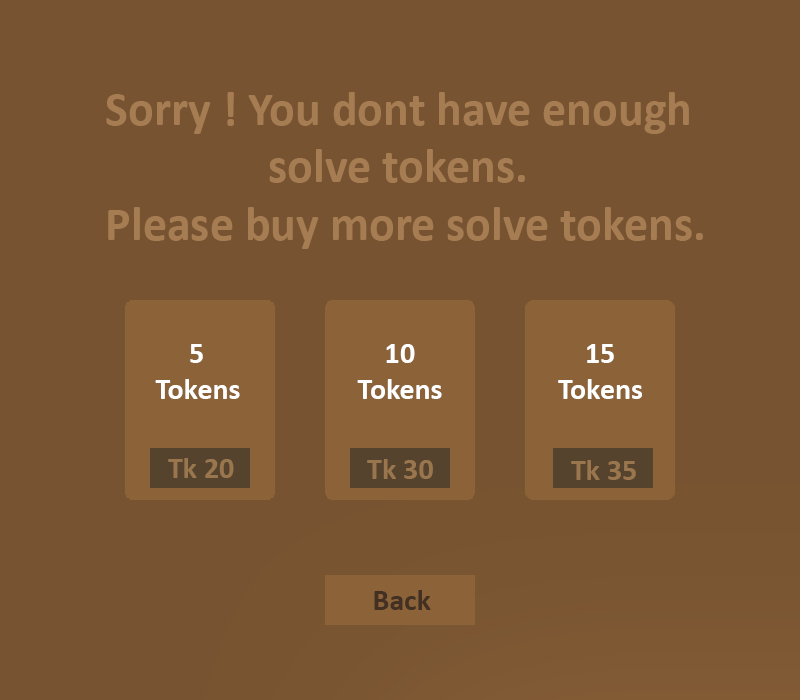 Sorry ! You dont have enough
solve tokens.
Please buy more solve tokens.
5
Tokens
Tk 20
10
Tokens
Tk 30
15
Tokens
Tk 35
Back